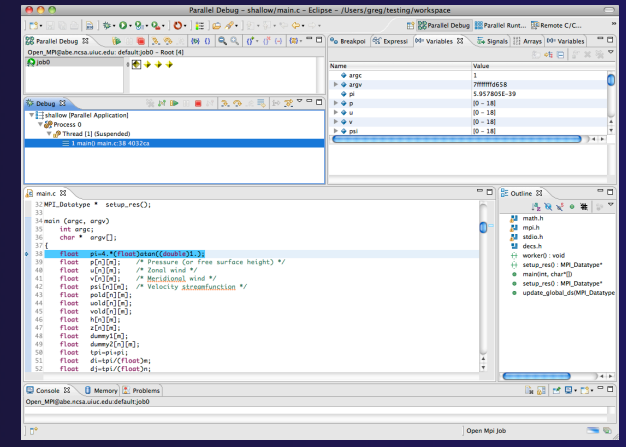 Parallel Debug - shallow/main.c - Eclipse - /Users/greg/testing/workspace
Parallel Debug Parallel Runt... Remote C/C... »
Parallel Debug
Open_MPI@abe.ncsa.uiuc.edu:default:job0 - Root [4]
job0
Breakpoi Expressi Variables Signals Arrays Variables
Name Value
argc 1
argv 7fffffffd658
pi 5.957805E-39
p [0 - 18]
u [0 - 18]
v [0 - 18]
psi [0 - 18]
Debug
shallow [Parallel Application]
Process 0
Thread [1] (Suspended)
1 main() main.c:38 4032ca
main.c
32 MPI_Datatype * setup_res();
33
34 main (argc, argv)
35 int argc;
36 char * argv[];
37 {
38 float pi=4.*(float)atan((double)1.);
39 float p[n][m]; /* Pressure (or free surface height) */
40 float u[n][m]; /* Zonal wind */
41 float v[n][m]; /* Meridional wind */
42 float psi[n][m]; /* Velocity streamfunction */
43 float pold[n][m];
44 float uold[n][m];
45 float vold[n][m];
46 float h[n][m];
47 float z[n][m];
48 float dummy1[m];
49 float dummy2[n][m];
50 float tpi=pi+pi;
51 float di=tpi/(float)m;
52 float dj=tpi/(float)n;
Outline
math.h
mpi.h
stdio.h
decs.h
worker() : void
setup_res() : MPI_Datatype*
main(int, char*[])
setup_res() : MPI_Datatype*
update_global_ds(MPI_Datatype
Console Memory Problems
Open_MPI@abe.ncsa.uiuc.edu:default:job0
Open Mpi Job